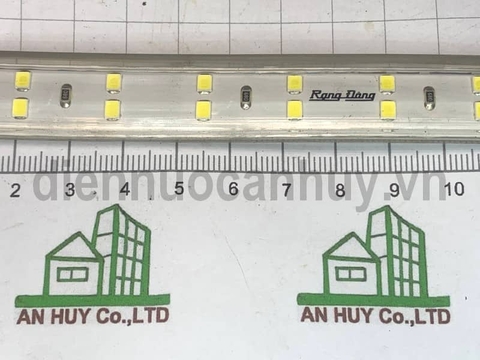 Rạng Đông
2 3 4 5 6 7 8 9 10
diennuocanhuy.vn
AN HUY Co.,LTD AN HUY Co.,LTD